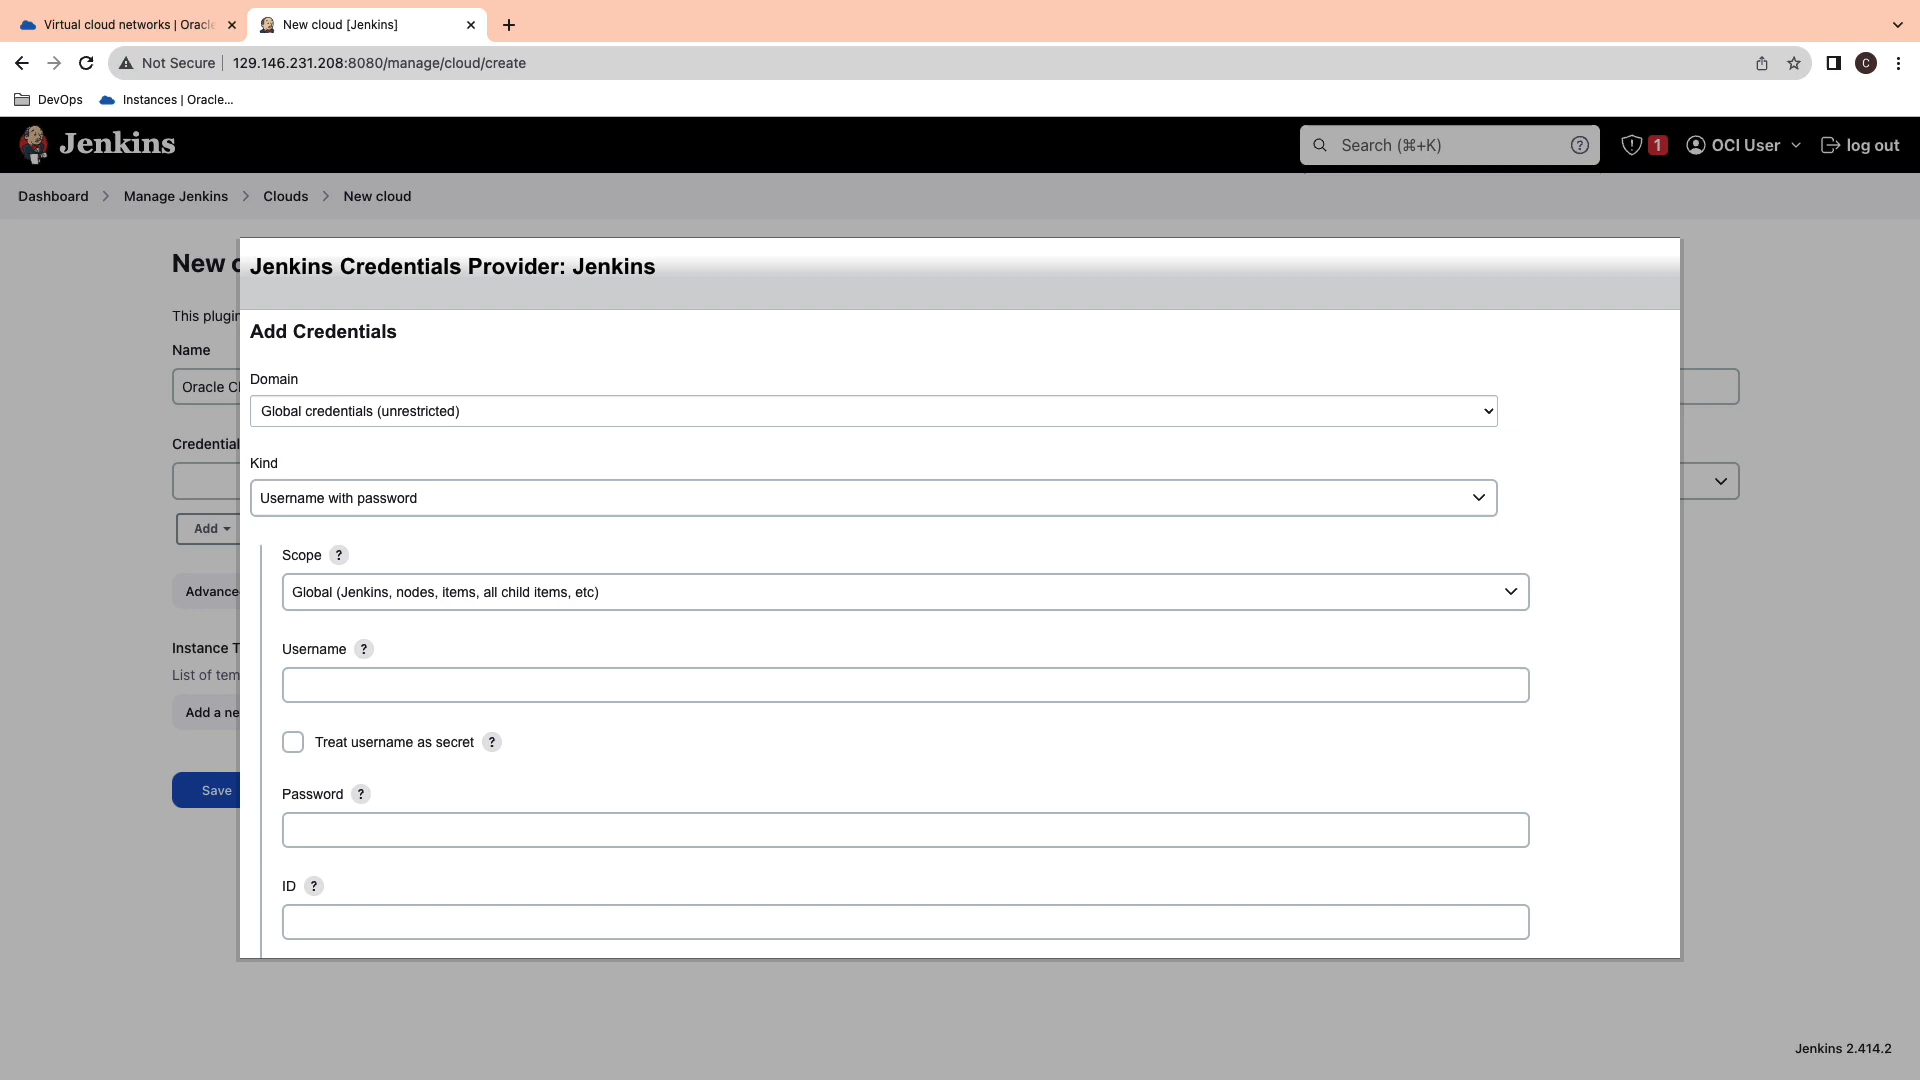 Virtual cloud networks | Oracle
New cloud [Jenkins]
Not Secure
129.146.231.208:8080/manage/cloud/create
C
DevOps
Instances | Oracle...
Jenkins
Search (⌘+K)
?
1
OCI User
log out
Dashboard > Manage Jenkins > Clouds > New cloud
New c
Jenkins Credentials Provider: Jenkins
This plugin
Add Credentials
Name
Domain
Oracle Cl
Global credentials (unrestricted)
Credential
Kind
Username with password
Add
Scope ?
Advance
Global (Jenkins, nodes, items, all child items, etc)
Instance T
Username ?
List of tem
Add a ne
Treat username as secret ?
Save
Password ?
ID ?
Jenkins 2.414.2